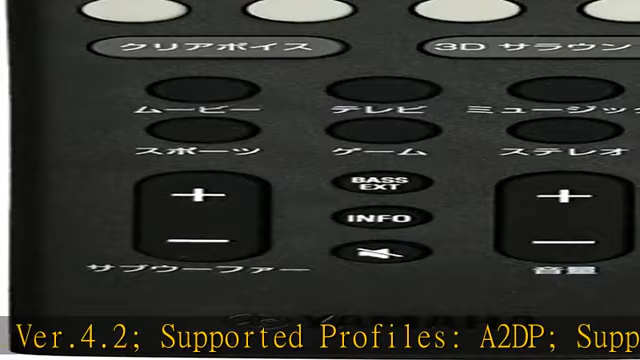 クリアボイス 3D サラウン
ムービー テレビ ミュージック
スポーツ ゲーム ステレオ
+ BASS EXT +
INFO
サブウーファー 音量
Ver.4.2; Supported Profiles: A2DP; Supp